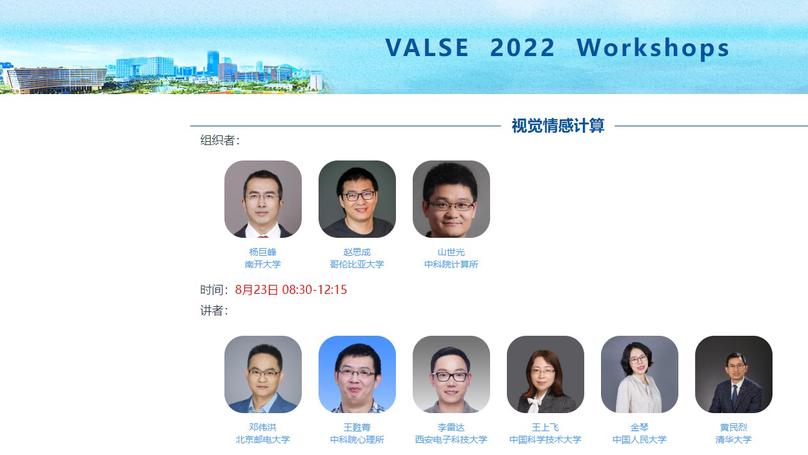 VALSE 2022 Workshops
视觉情感计算
组织者：
杨巨峰 赵思成 山世光
南开大学 哥伦比亚大学 中科院计算所
时间：8月23日 08:30-12:15
讲者：
邓伟洪 王甦菁 李雷达 王上飞 金琴 黄民烈
北京邮电大学 中科院心理所 西安电子科技大学 中国科学技术大学 中国人民大学 清华大学